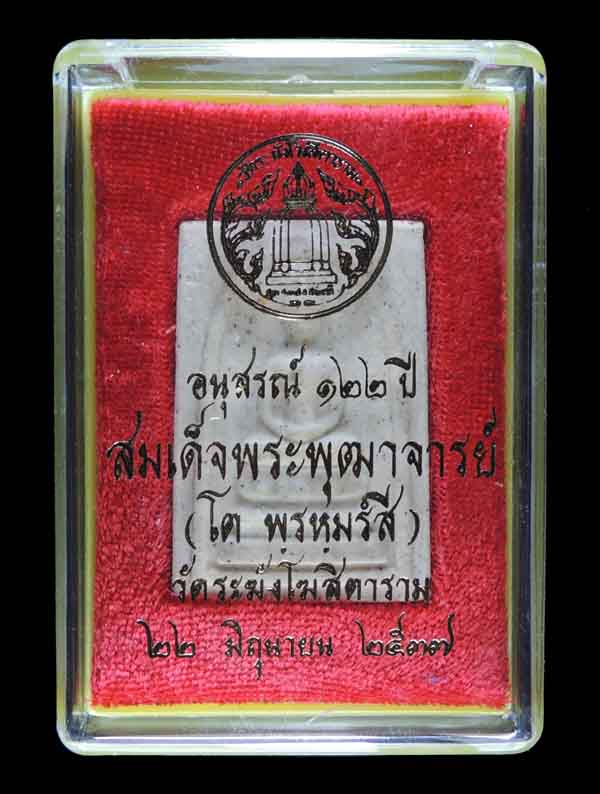 อนุสรณ์ ๑๒๒ ปี
สมเด็จพระพุฒาจารย์
(โต พฺรหฺมรํสี)
วัดระฆังโฆสิตาราม
๒๒ มิถุนายน ๒๕๓๗